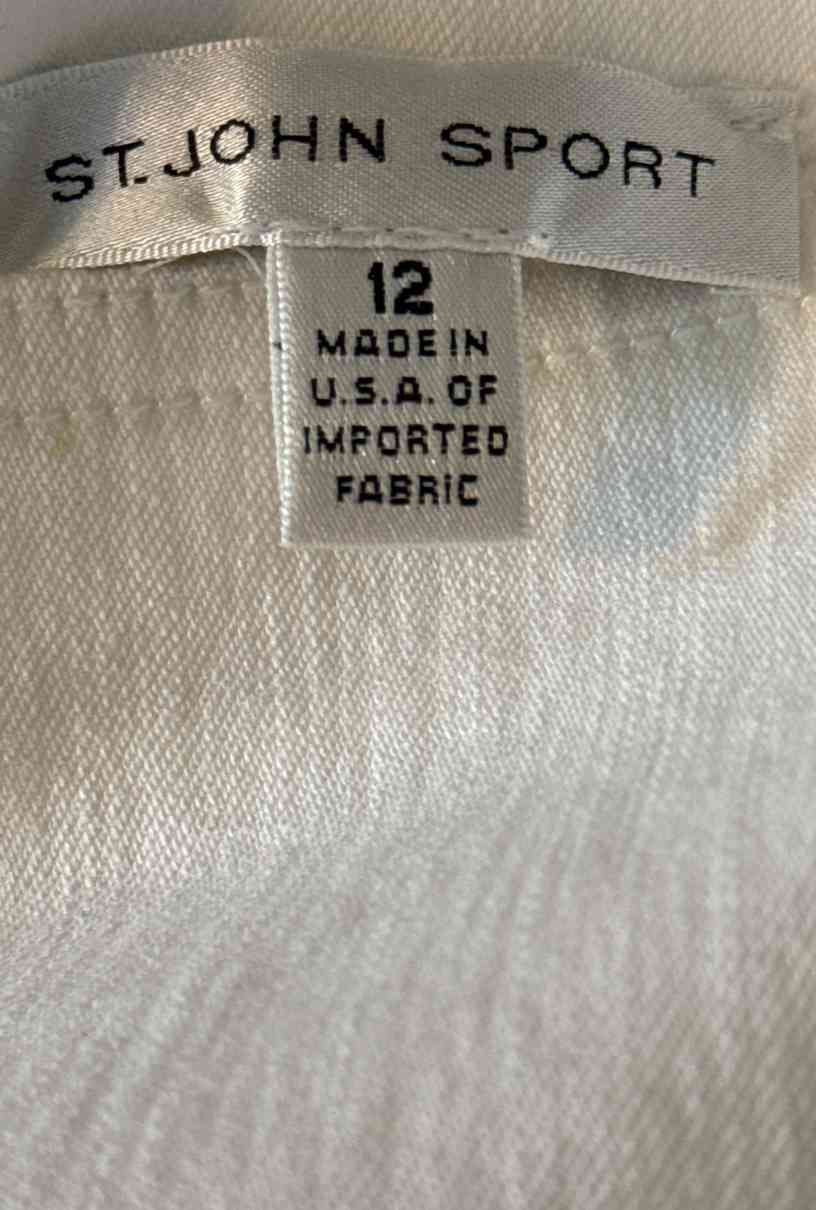 ST. JOHN SPORT
12
MADE IN
U.S.A. OF
IMPORTED
FABRIC